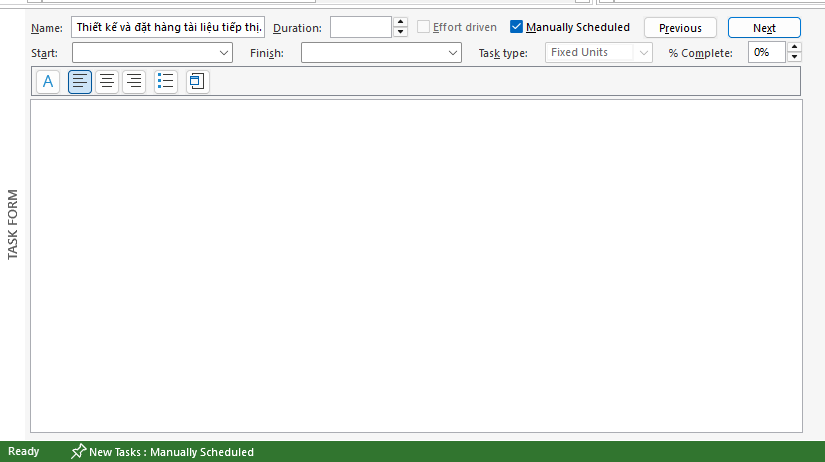 Name: Thiết kế và đặt hàng tài liệu tiếp thị. Duration: Effort driven Manually Scheduled Previous Next
Start: Finish: Task type: Fixed Units % Complete: 0%
A
TASK FORM
Ready New Tasks : Manually Scheduled